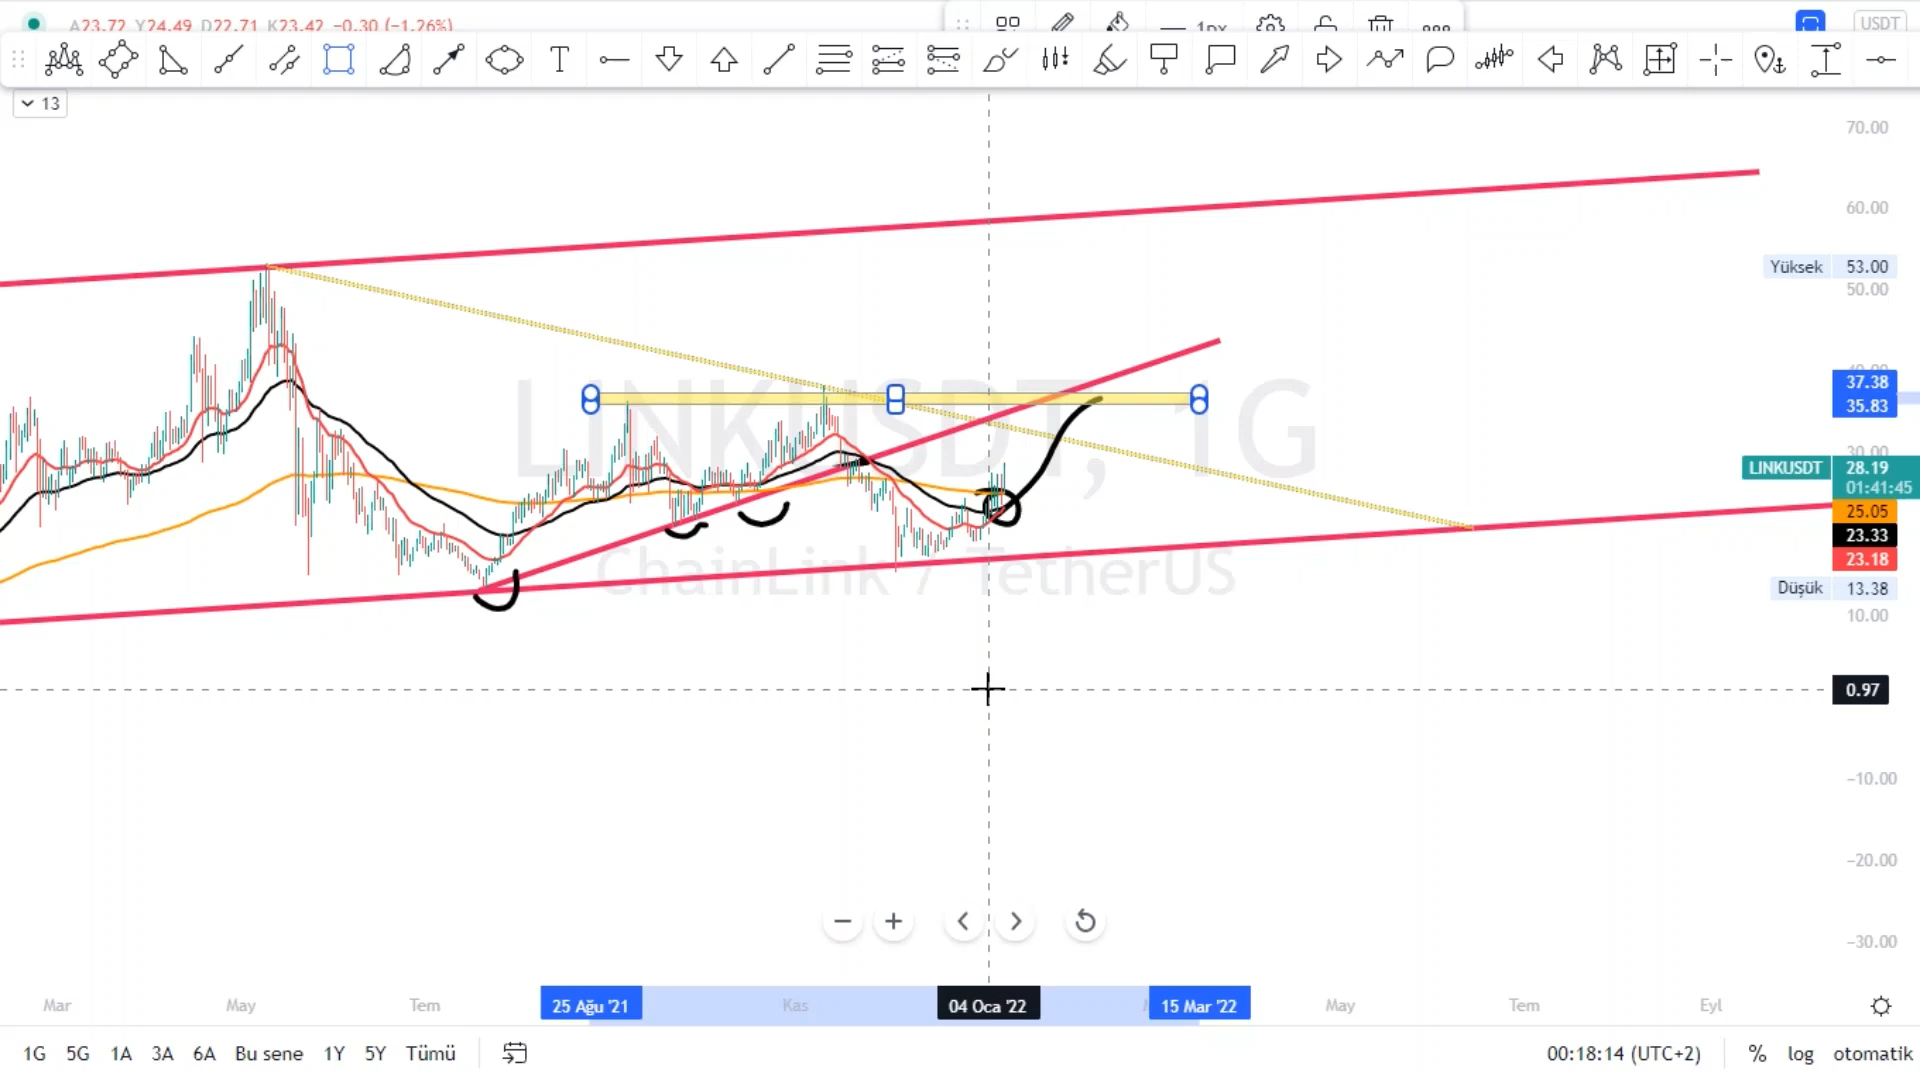 A23.72 Y24.49 D22.71 K23.42 −0.30 (−1.26%)
1px
USDT
13
70.00
60.00
Yüksek 53.00
50.00
40.00
37.38
35.83
30.00
LINKUSDT 28.19
01:41:45
25.05
23.33
23.18
Düşük 13.38
10.00
0.97
−10.00
−20.00
−30.00
LINKUSDT, 1G
ChainLink / TetherUS
Mar May Tem 25 Ağu '21 Kas 04 Oca '22 15 Mar '22 May Tem Eyl
1G 5G 1A 3A 6A Bu sene 1Y 5Y Tümü 00:18:14 (UTC+2) % log otomatik